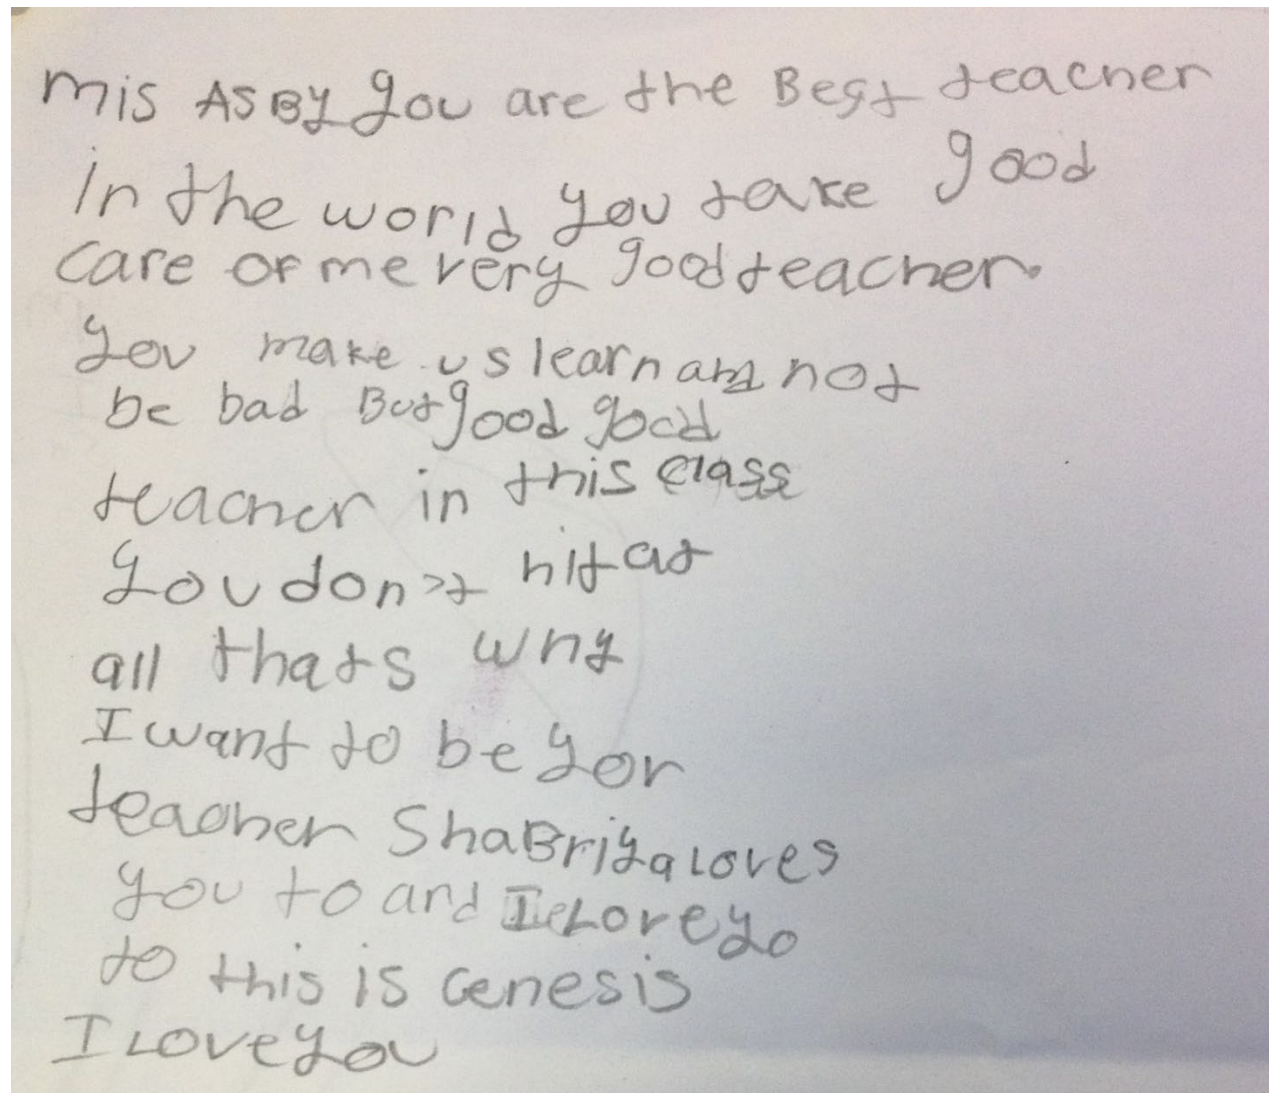 mis ASBY you are the Best teacher
in the world you take good
care of me very good teacher.
you make us learn and not
be bad But good good
teacher in this class
you don't hit at
all thats why
I want to be yor
teacher ShaBriya Loves
you to and I Love yo
to this is Genesis
I Love you